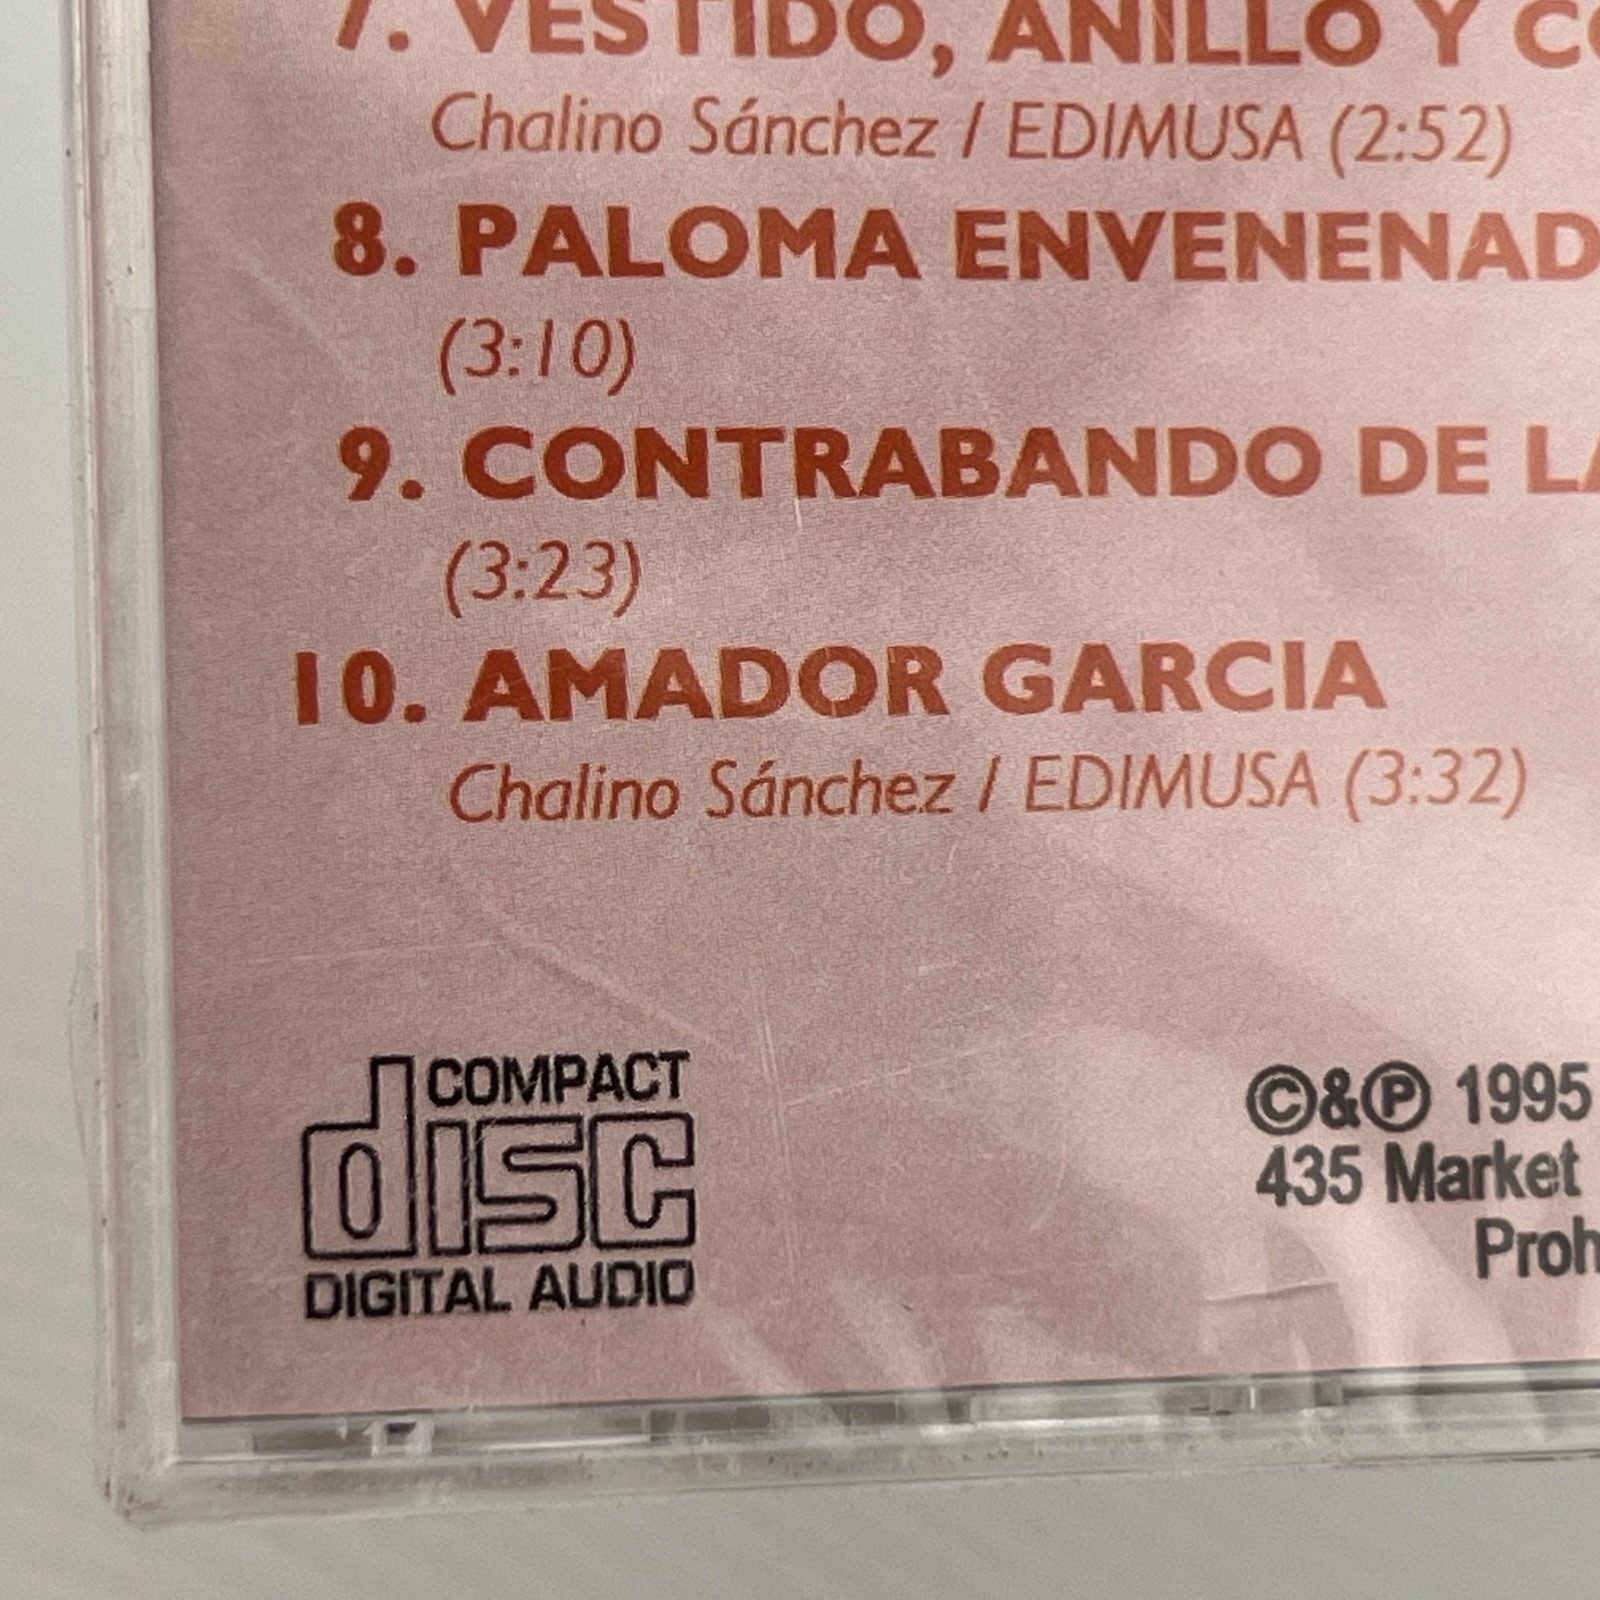 7. VESTIDO, ANILLO Y
Chalino Sánchez / EDIMUSA (2:52)
8. PALOMA ENVENENAD
(3:10)
9. CONTRABANDO DE LA
(3:23)
10. AMADOR GARCIA
Chalino Sánchez / EDIMUSA (3:32)
COMPACT
disc
DIGITAL AUDIO
©&℗ 1995
435 Market
Proh